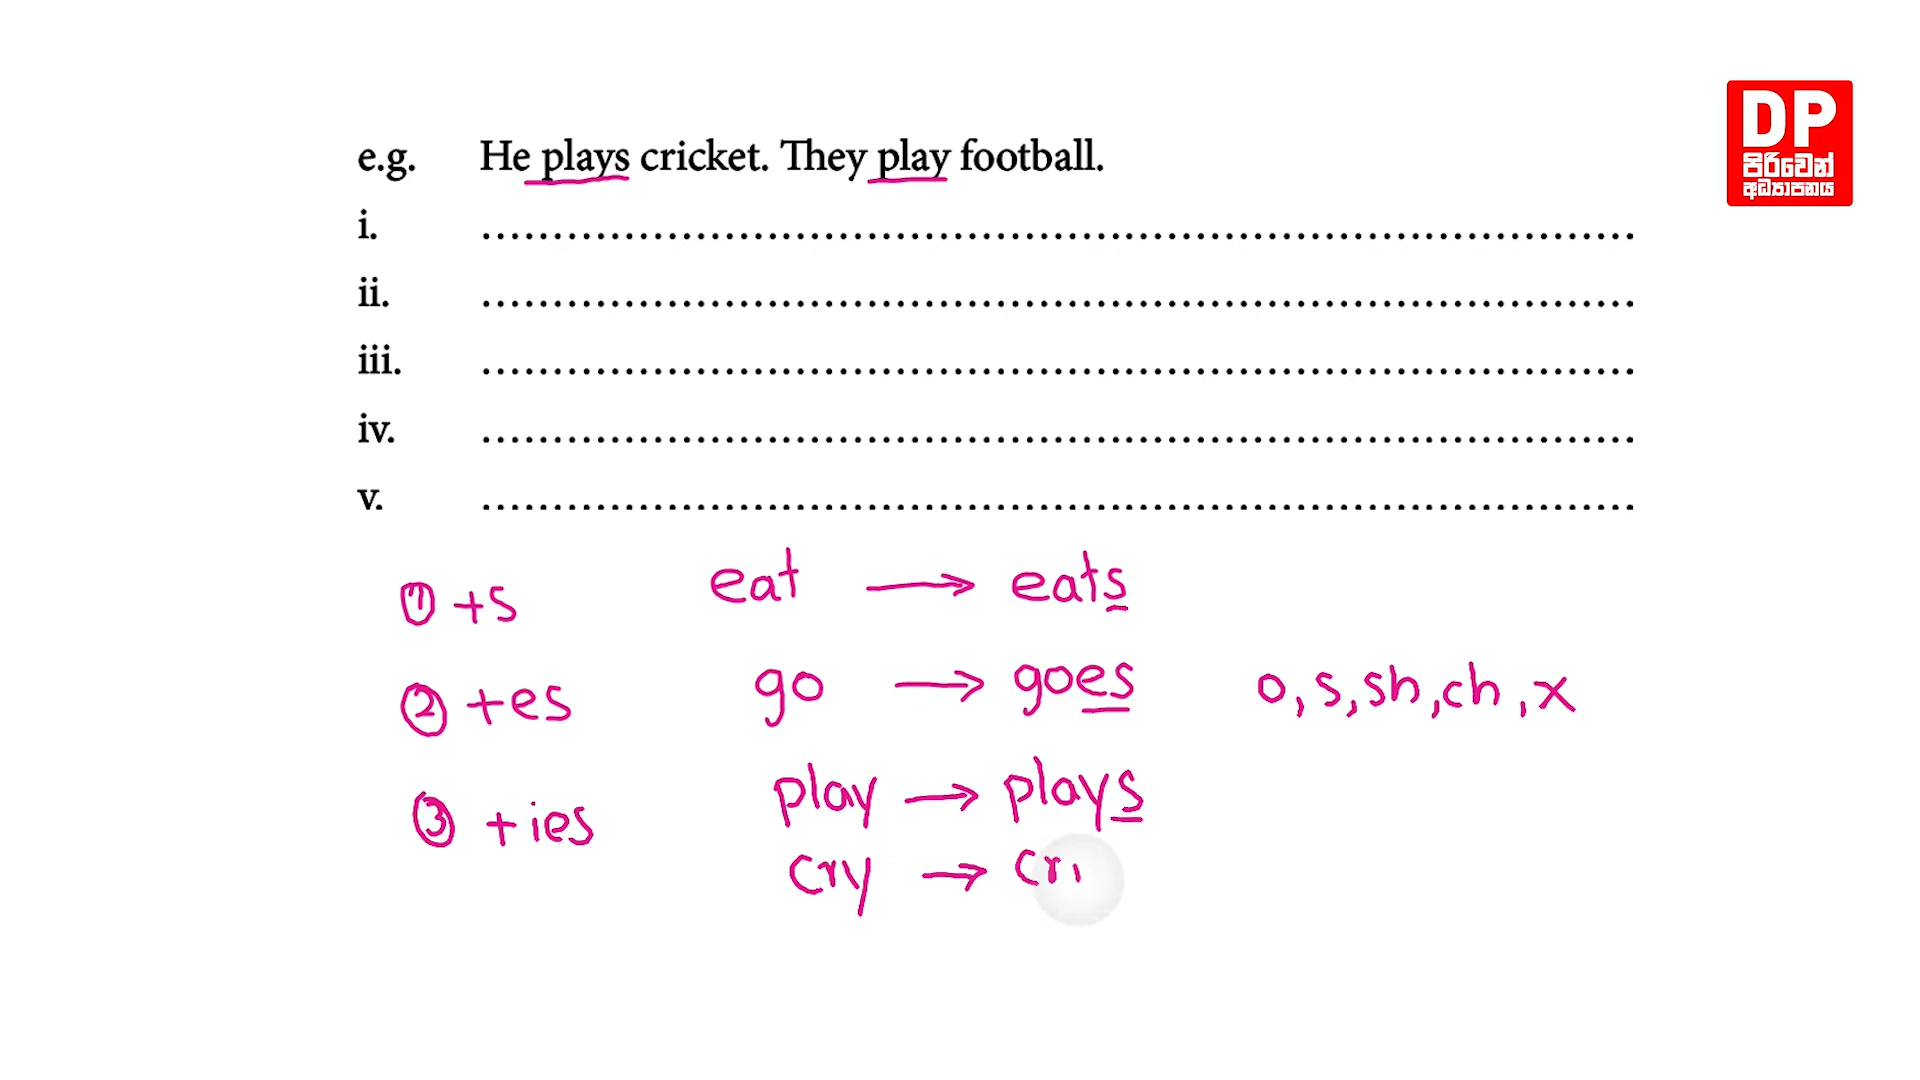 DP
පිරිවෙන්
අධ්‍යාපනය
e.g. He plays cricket. They play football.
i. ................................................................................
ii. ................................................................................
iii. ................................................................................
iv. ................................................................................
v. ................................................................................
① +s eat → eats
② +es go → goes o, s, sh, ch, x
③ +ies play → plays
cry → cri